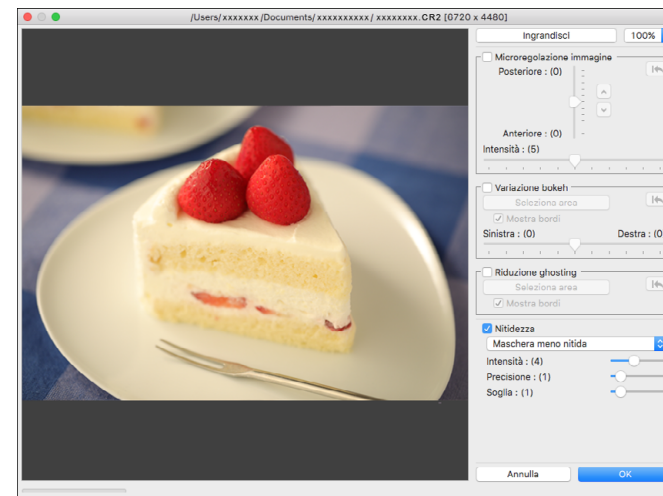 /Users/xxxxxxx/Documents/xxxxxxxxxx/xxxxxxxx.CR2 [6720 x 4480]
Ingrandisci 100%
Microregolazione immagine
Posteriore : (0)
Anteriore : (0)
Intensità : (5)
Variazione bokeh
Seleziona area
Mostra bordi
Sinistra : (0) Destra : (0
Riduzione ghosting
Seleziona area
Mostra bordi
Nitidezza
Maschera meno nitida
Intensità : (4)
Precisione : (1)
Soglia : (1)
Annulla OK